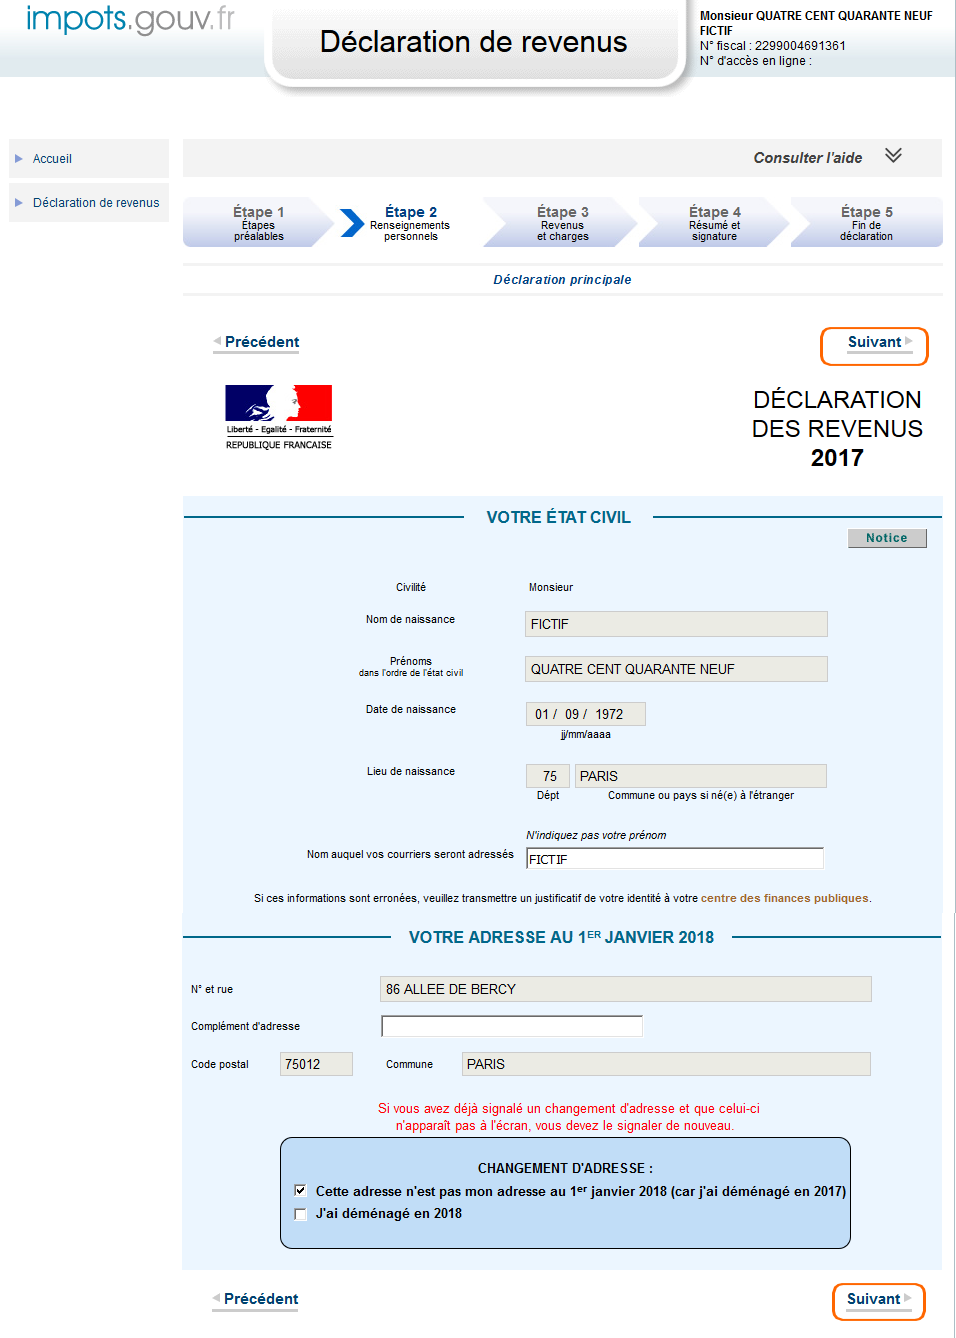 impots.gouv.fr
Déclaration de revenus
Monsieur QUATRE CENT QUARANTE NEUF
FICTIF
N° fiscal : 2299004691361
N° d'accès en ligne :
Accueil
Déclaration de revenus
Consulter l'aide
Étape 1
Étapes
préalables
Étape 2
Renseignements
personnels
Étape 3
Revenus
et charges
Étape 4
Résumé et
signature
Étape 5
Fin de
déclaration
Déclaration principale
Précédent
Suivant
Liberté - Egalité - Fraternité
REPUBLIQUE FRANCAISE
DÉCLARATION
DES REVENUS
2017
VOTRE ÉTAT CIVIL
Notice
Civilité Monsieur
Nom de naissance FICTIF
Prénoms
dans l'ordre de l'état civil
QUATRE CENT QUARANTE NEUF
Date de naissance 01 / 09 / 1972
jj/mm/aaaa
Lieu de naissance 75 PARIS
Dépt Commune ou pays si né(e) à l'étranger
N'indiquez pas votre prénom
Nom auquel vos courriers seront adressés FICTIF
Si ces informations sont erronées, veuillez transmettre un justificatif de votre identité à votre centre des finances publiques.
VOTRE ADRESSE AU 1ER JANVIER 2018
N° et rue 86 ALLEE DE BERCY
Complément d'adresse
Code postal 75012 Commune PARIS
Si vous avez déjà signalé un changement d'adresse et que celui-ci
n'apparaît pas à l'écran, vous devez le signaler de nouveau.
CHANGEMENT D'ADRESSE :
Cette adresse n'est pas mon adresse au 1er janvier 2018 (car j'ai déménagé en 2017)
J'ai déménagé en 2018
Précédent
Suivant